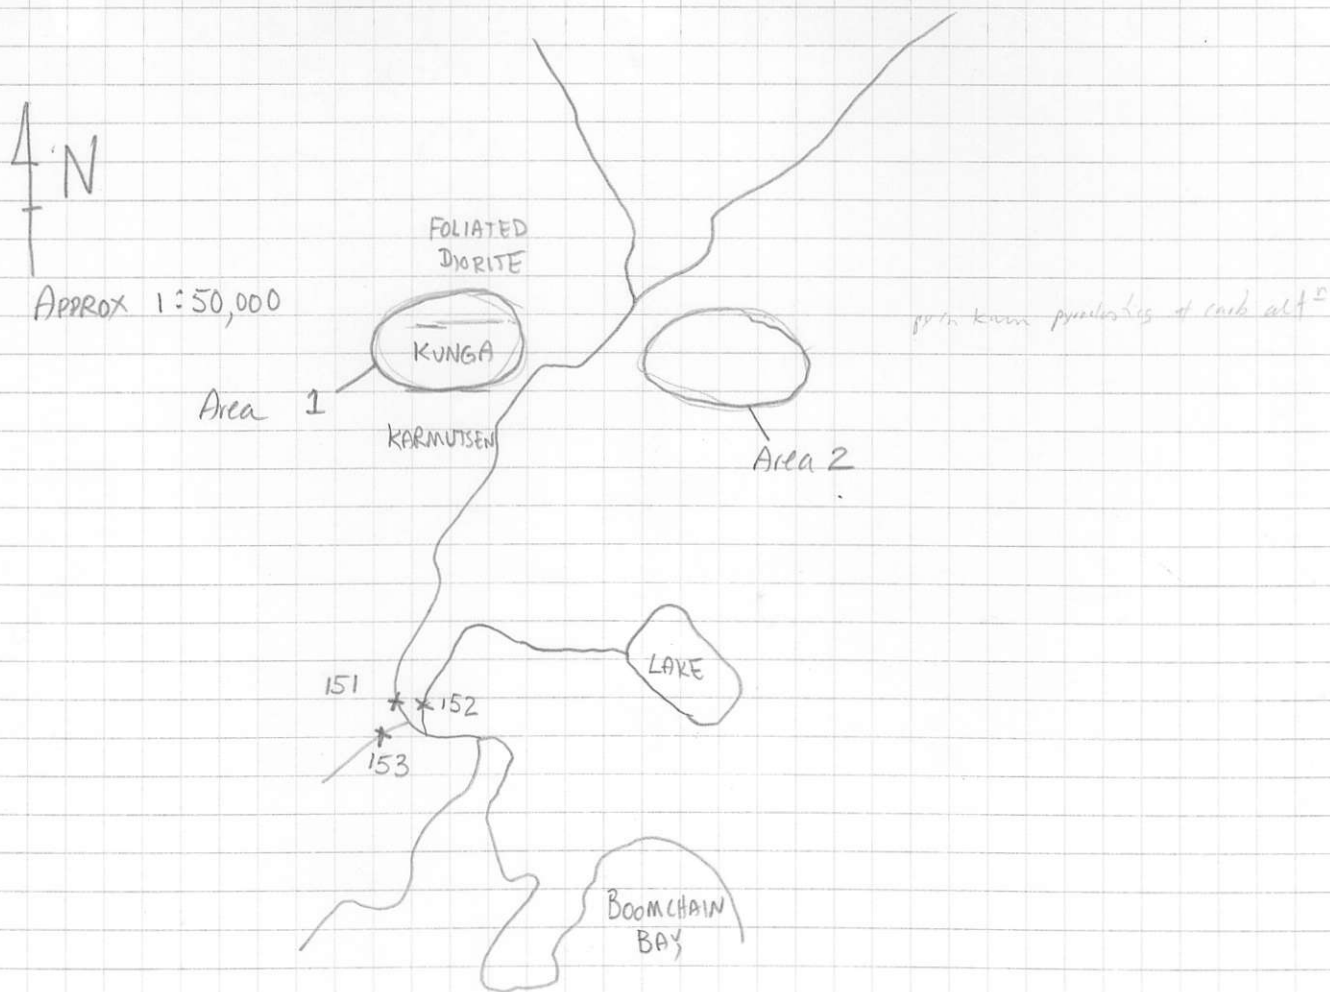 N
FOLIATED
DIORITE
APPROX 1:50,000
KUNGA
Area 1
KARMUTSEN
Area 2
LAKE
151
152
153
BOOMCHAIN
BAY